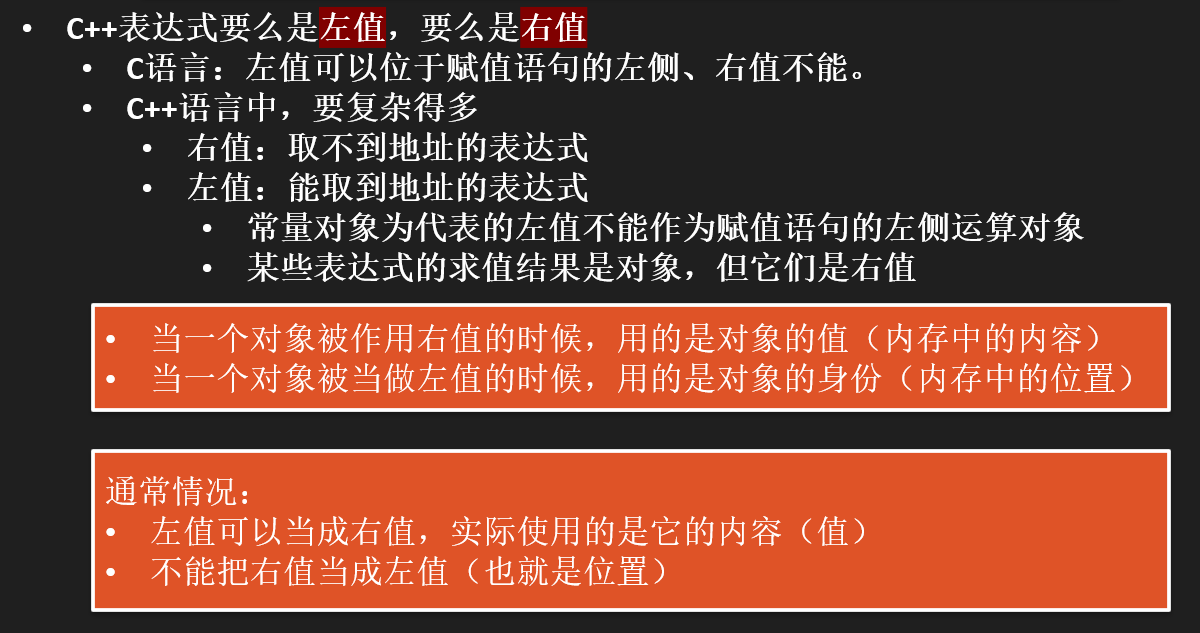 • C++表达式要么是左值，要么是右值
• C语言：左值可以位于赋值语句的左侧、右值不能。
• C++语言中，要复杂得多
• 右值：取不到地址的表达式
• 左值：能取到地址的表达式
• 常量对象为代表的左值不能作为赋值语句的左侧运算对象
• 某些表达式的求值结果是对象，但它们是右值
• 当一个对象被作用右值的时候，用的是对象的值（内存中的内容）
• 当一个对象被当做左值的时候，用的是对象的身份（内存中的位置）
通常情况：
• 左值可以当成右值，实际使用的是它的内容（值）
• 不能把右值当成左值（也就是位置）